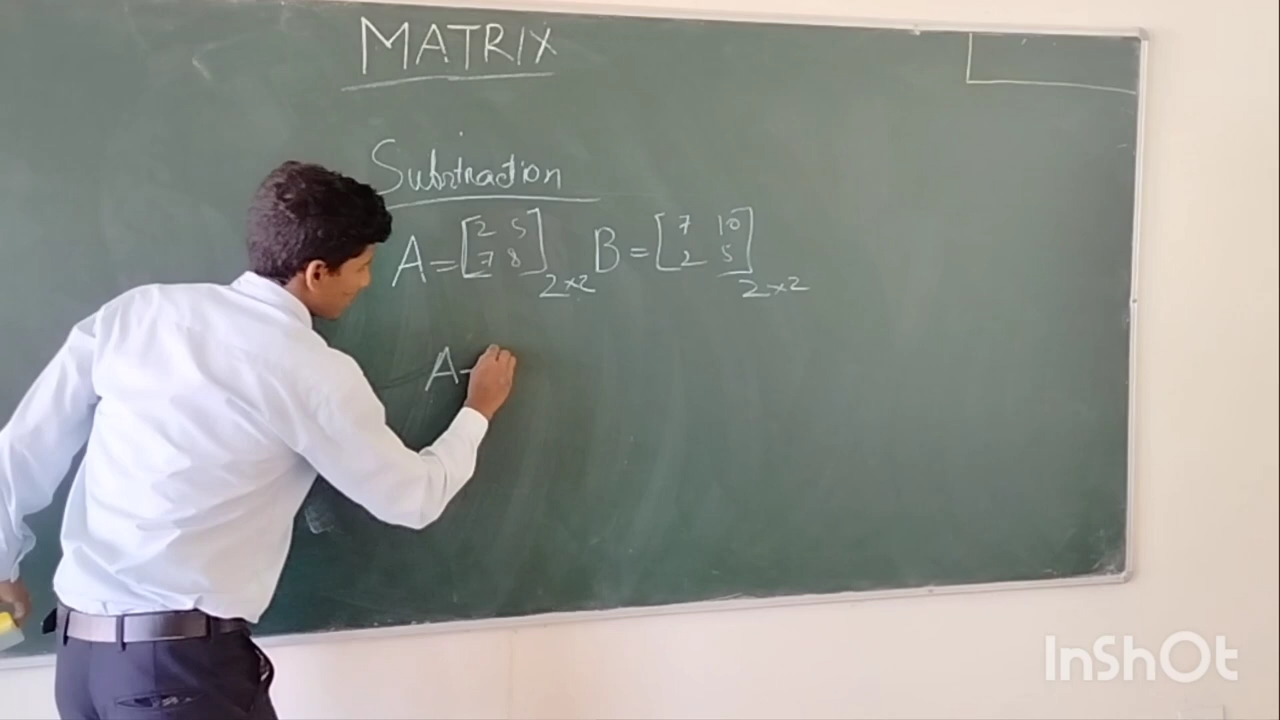 MATRIX
Subtraction
A = [2 5
7 8] 2×2 B = [7 10
2 5] 2×2
A -
InShOt